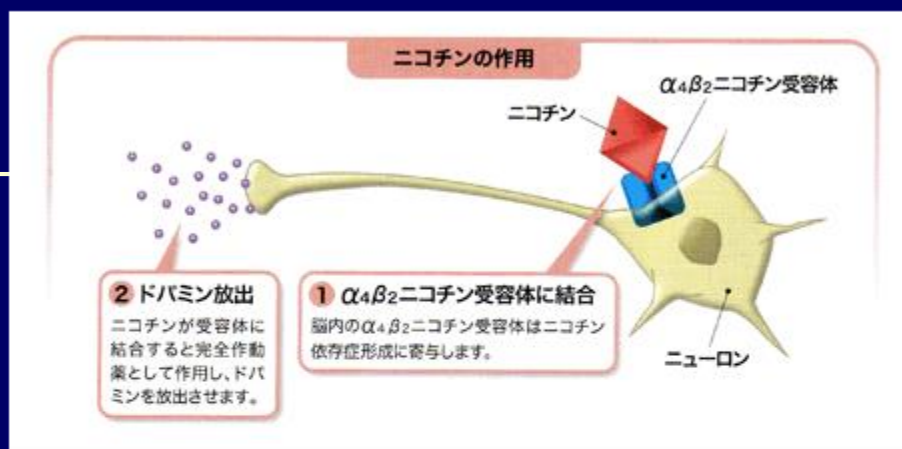 ニコチンの作用
α4β2ニコチン受容体
ニコチン
❷ ドパミン放出
ニコチンが受容体に
結合すると完全作動
薬として作用し、ドパ
ミンを放出させます。
❶ α4β2ニコチン受容体に結合
脳内のα4β2ニコチン受容体はニコチン
依存症形成に寄与します。
ニューロン